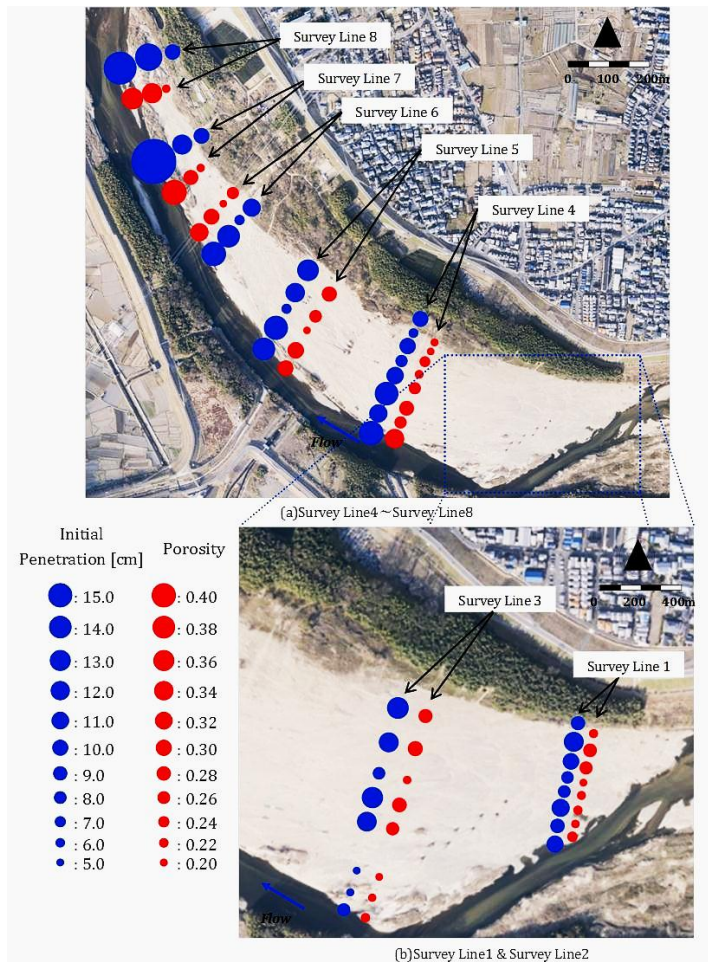 Survey Line 8
Survey Line 7
Survey Line 6
Survey Line 5
Survey Line 4
0 100 200m
Flow
(a)Survey Line4～Survey Line8
Initial
Penetration [cm]
Porosity
: 15.0 : 0.40
: 14.0 : 0.38
: 13.0 : 0.36
: 12.0 : 0.34
: 11.0 : 0.32
: 10.0 : 0.30
: 9.0 : 0.28
: 8.0 : 0.26
: 7.0 : 0.24
: 6.0 : 0.22
: 5.0 : 0.20
Survey Line 3
Survey Line 1
0 200 400m
Flow
(b)Survey Line1 & Survey Line2